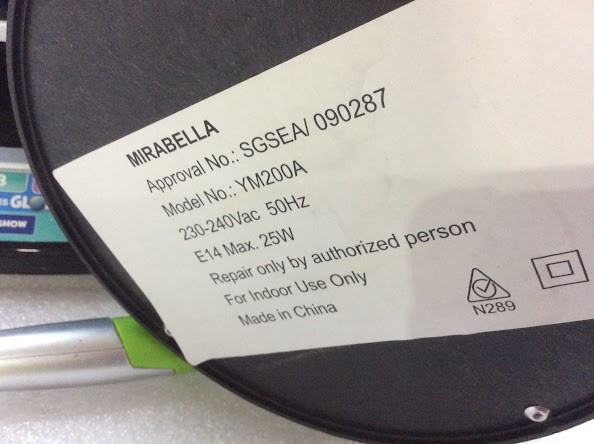 MIRABELLA
Approval No.: SGSEA/ 090287
Model No.: YM200A
230-240Vac 50Hz
E14 Max. 25W
Repair only by authorized person
For Indoor Use Only
Made in China
N289
SHOW